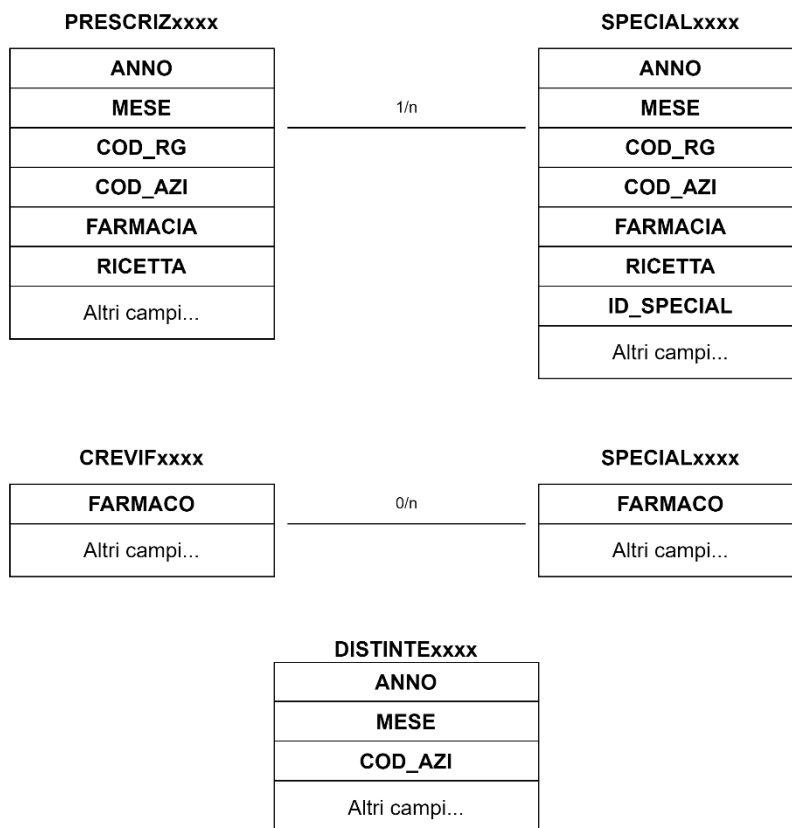 PRESCRIZxxxx
ANNO
MESE
COD_RG
COD_AZI
FARMACIA
RICETTA
Altri campi...
1/n
SPECIALxxxx
ANNO
MESE
COD_RG
COD_AZI
FARMACIA
RICETTA
ID_SPECIAL
Altri campi...
CREVIFxxxx
FARMACO
Altri campi...
0/n
SPECIALxxxx
FARMACO
Altri campi...
DISTINTExxxx
ANNO
MESE
COD_AZI
Altri campi...